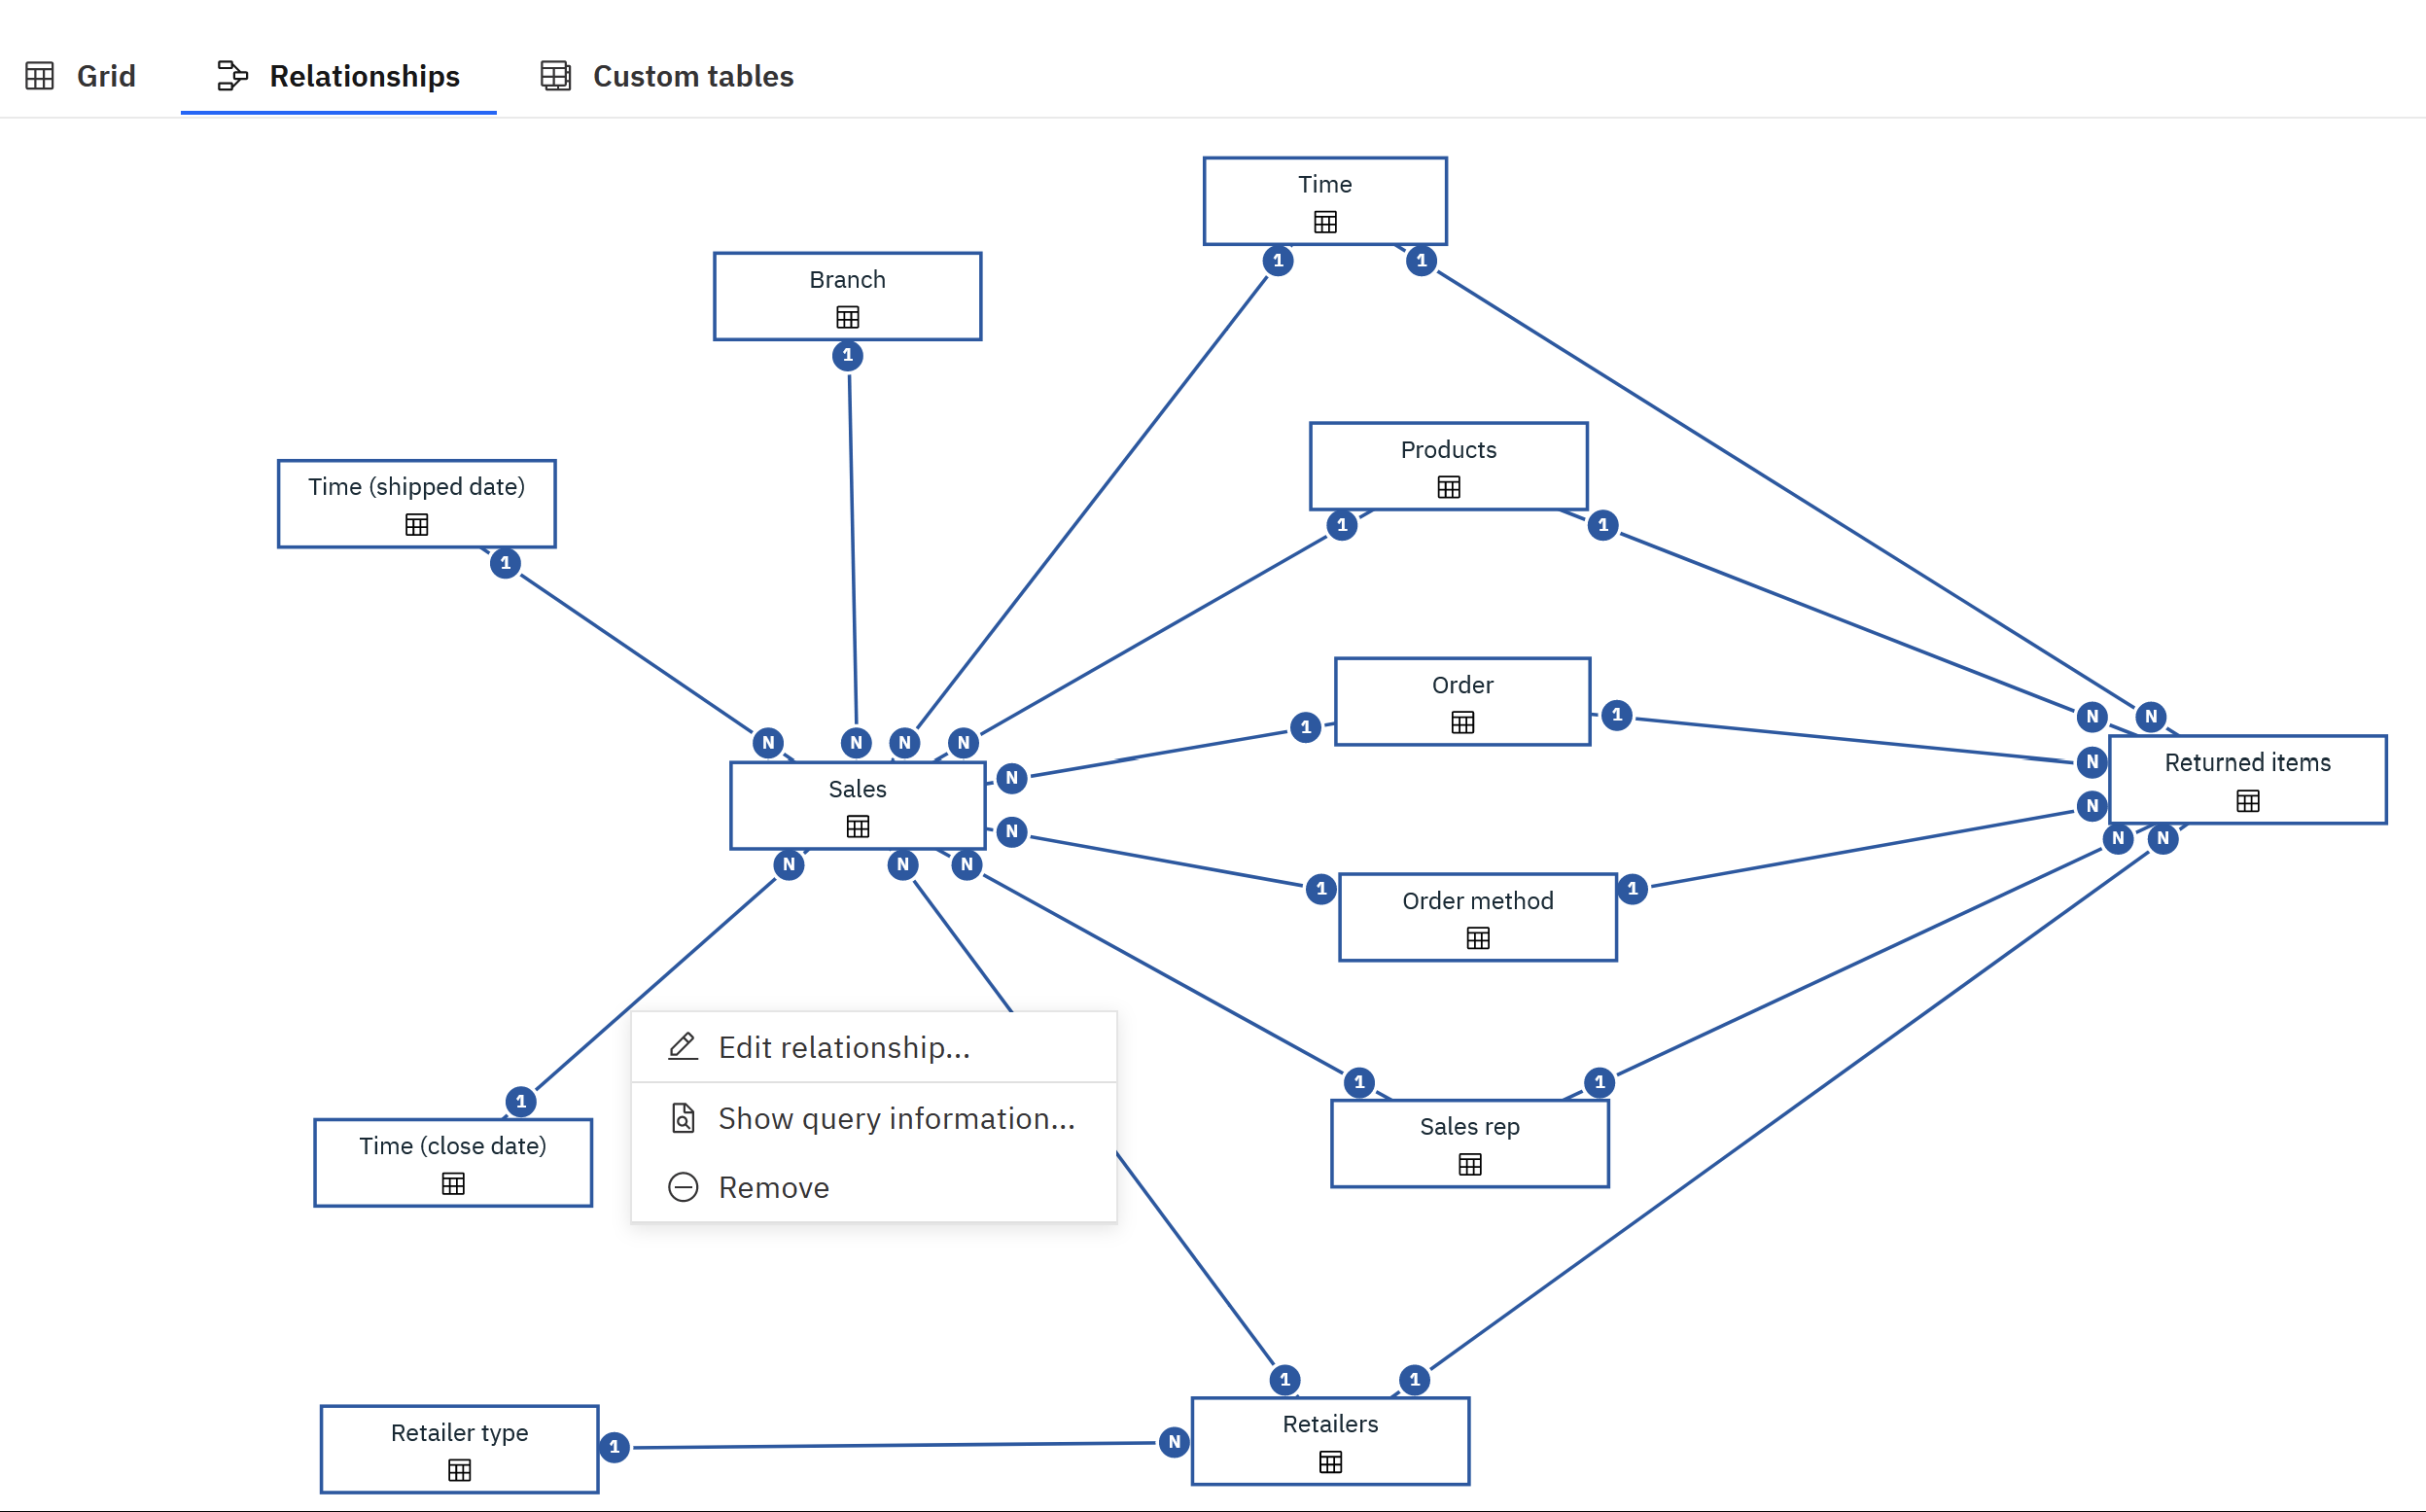 Grid
Relationships
Custom tables
Time
1
1
Branch
1
Products
1
1
Time (shipped date)
1
Order
1
1
N
N
N
N
N
N
Sales
N
N
Returned items
N
N
N
N
N
N
N
N
Order method
1
1
Edit relationship...
Show query information...
Remove
1
1
Sales rep
1
Time (close date)
1
1
Retailers
N
Retailer type
1